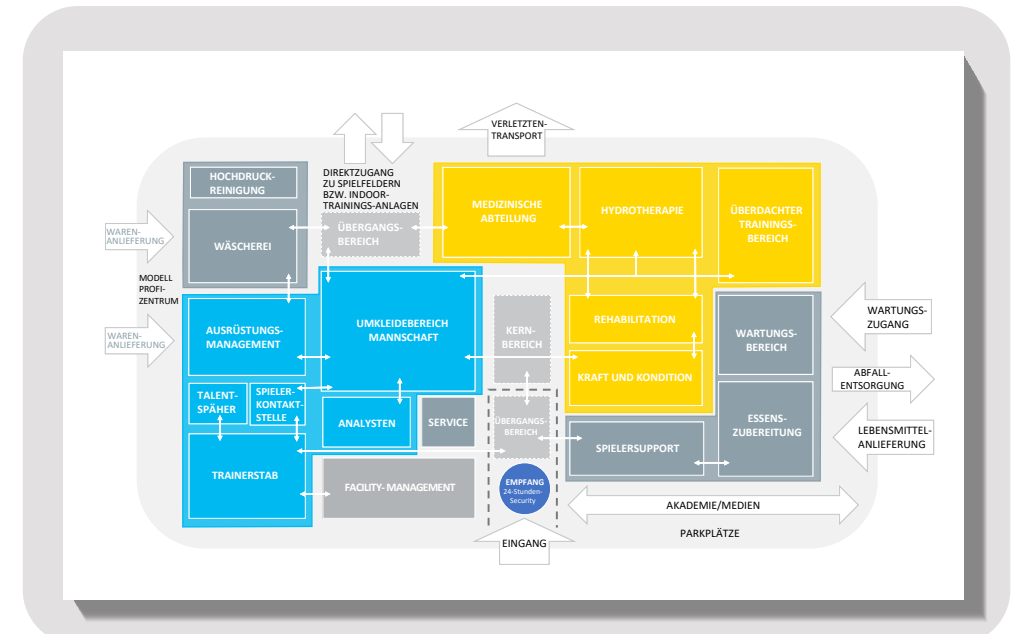 VERLETZTEN-
TRANSPORT
HOCHDRUCK-
REINIGUNG
DIREKTZUGANG
ZU SPIELFELDERN
BZW. INDOOR-
TRAININGS-ANLAGEN
MEDIZINISCHE
ABTEILUNG
HYDROTHERAPIE
ÜBERDACHTER
TRAININGS-
BEREICH
WAREN-
ANLIEFERUNG
WÄSCHEREI
ÜBERGANGS-
BEREICH
MODELL
PROFI-
ZENTRUM
WAREN-
ANLIEFERUNG
AUSRÜSTUNGS-
MANAGEMENT
UMKLEIDEBEREICH
MANNSCHAFT
KERN-
BEREICH
REHABILITATION
WARTUNGS-
BEREICH
WARTUNGS-
ZUGANG
KRAFT UND KONDITION
ABFALL-
ENTSORGUNG
TALENT-
SPÄHER
SPIELER-
KONTAKT-
STELLE
ANALYSTEN
SERVICE
ÜBERGANGS-
BEREICH
SPIELERSUPPORT
ESSENS-
ZUBEREITUNG
LEBENSMITTEL-
ANLIEFERUNG
TRAINERSTAB
FACILITY- MANAGEMENT
EMPFANG
24-Stunden-
Security
AKADEMIE/MEDIEN
PARKPLÄTZE
EINGANG